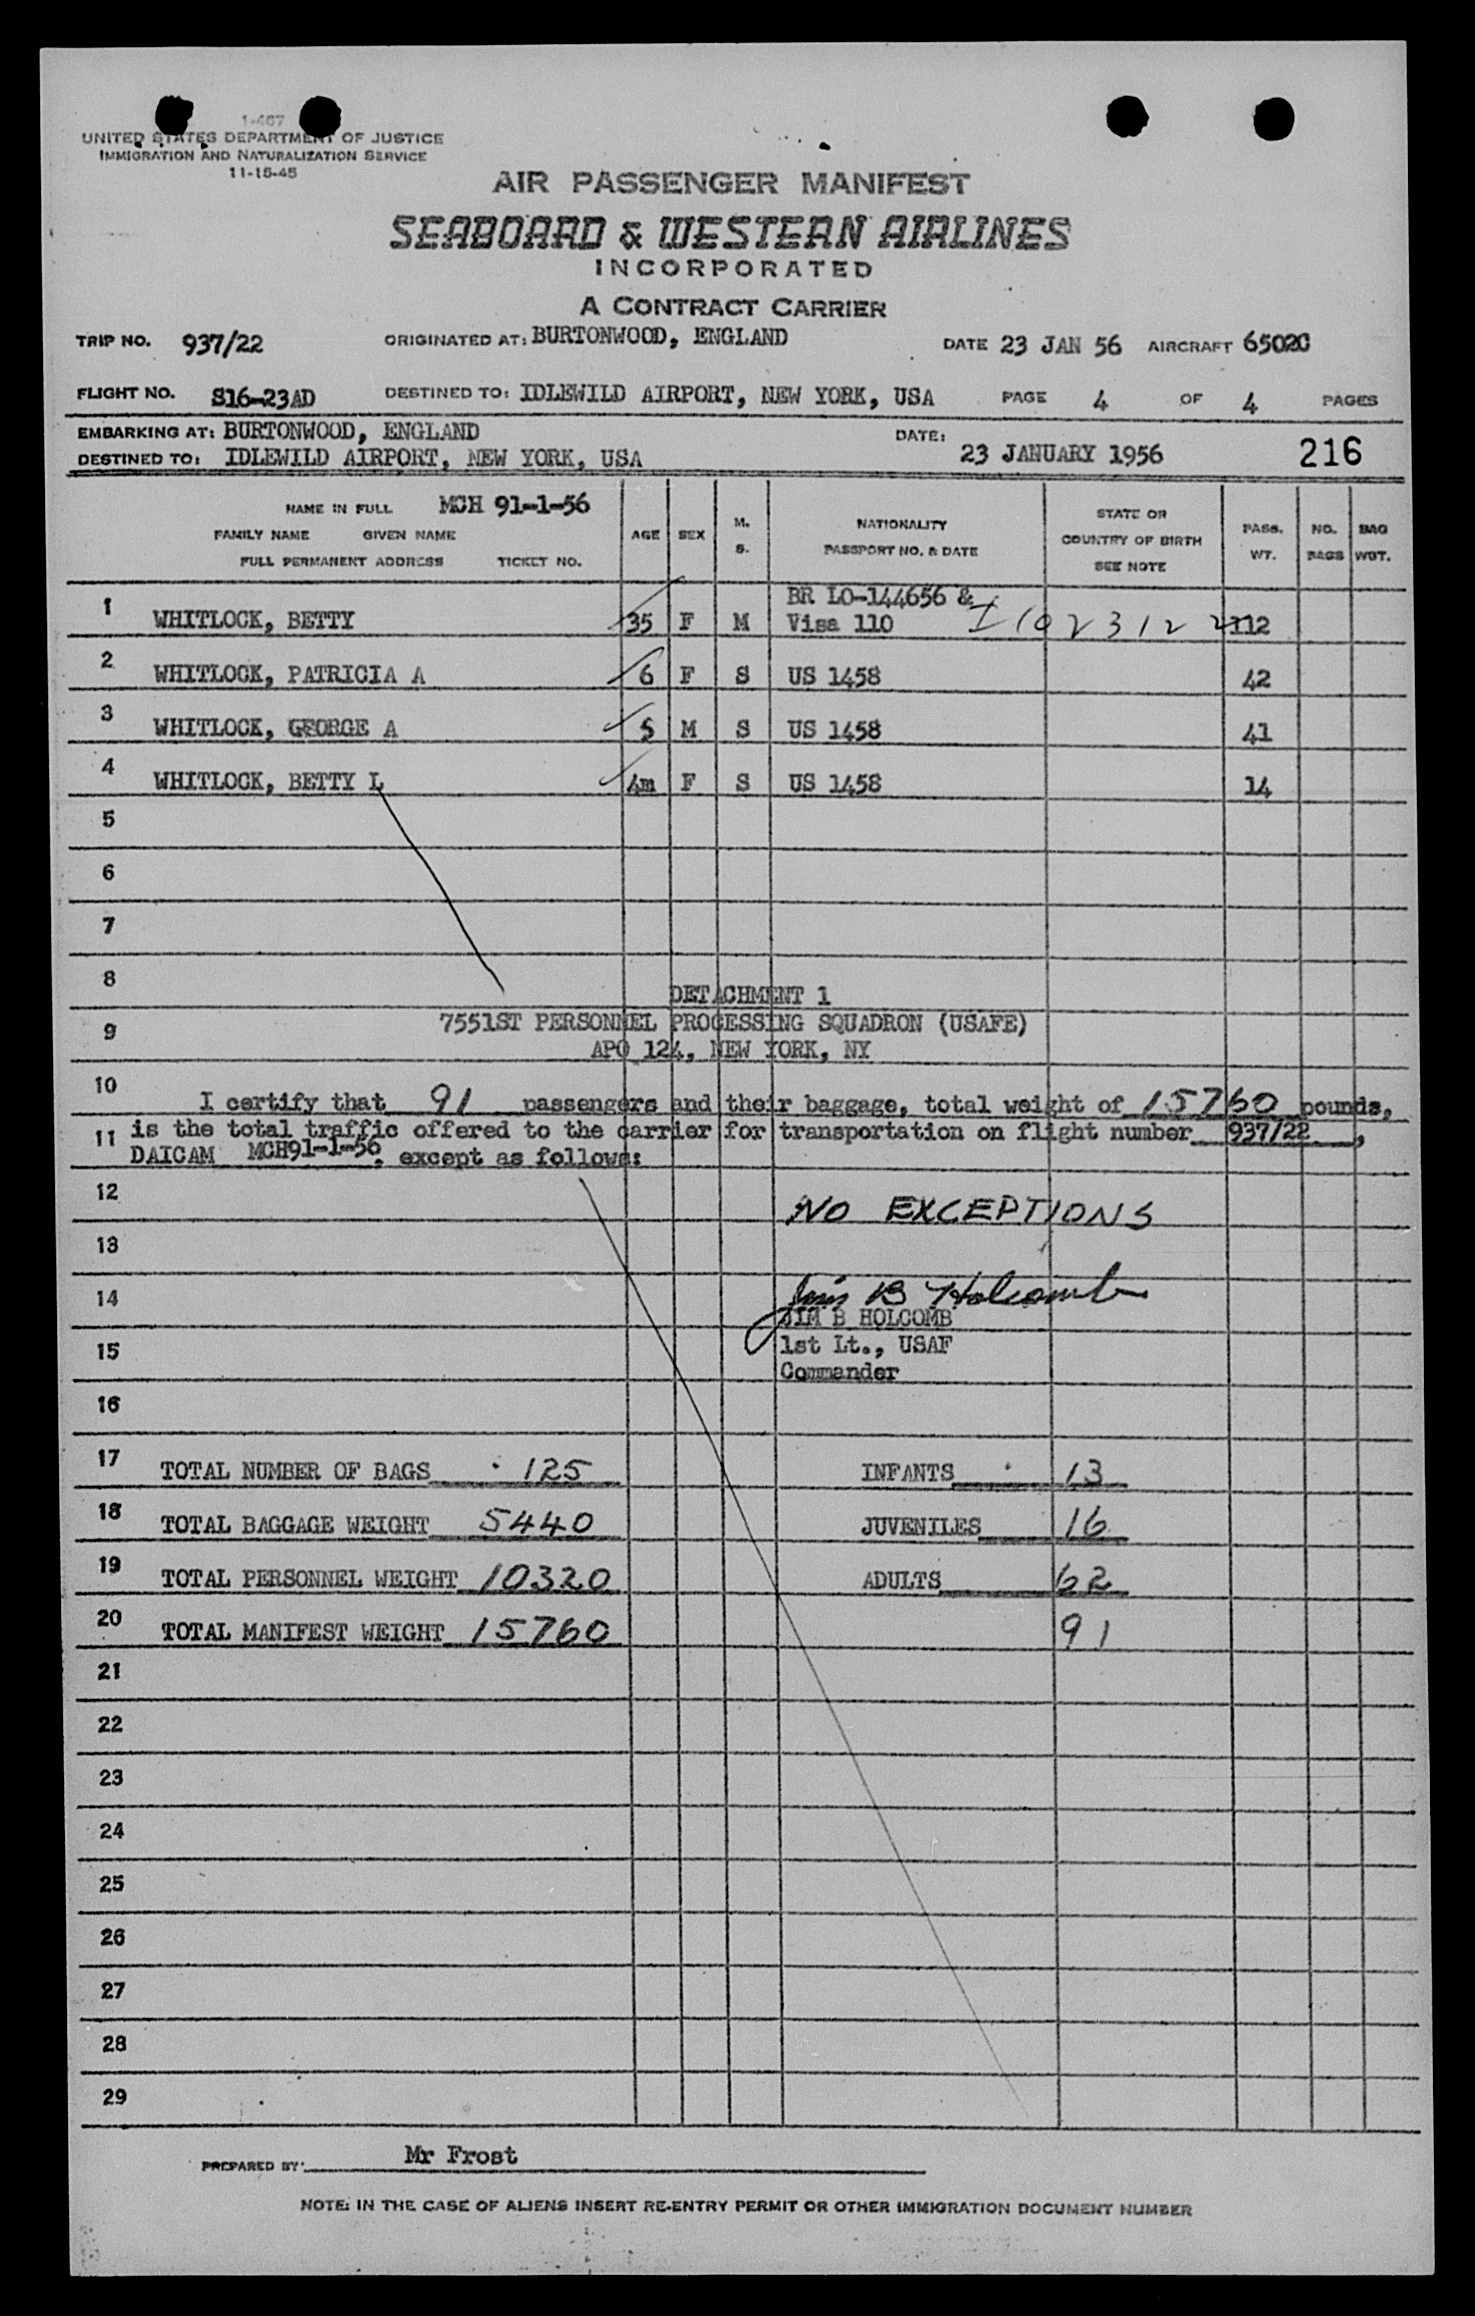 1-467
UNITED STATES DEPARTMENT OF JUSTICE
IMMIGRATION AND NATURALIZATION SERVICE
11-15-45
AIR PASSENGER MANIFEST
SEABOARD & WESTERN AIRLINES
INCORPORATED
A CONTRACT CARRIER
TRIP NO. 937/22 ORIGINATED AT: BURTONWOOD, ENGLAND DATE 23 JAN 56 AIRCRAFT 6502C
FLIGHT NO. S16-23AD DESTINED TO: IDLEWILD AIRPORT, NEW YORK, USA PAGE 4 OF 4 PAGES
EMBARKING AT: BURTONWOOD, ENGLAND DATE: 23 JANUARY 1956 216
DESTINED TO: IDLEWILD AIRPORT, NEW YORK, USA
NAME IN FULL MCH 91-1-56
FAMILY NAME GIVEN NAME AGE SEX M. S. NATIONALITY PASSPORT NO. & DATE STATE OR COUNTRY OF BIRTH SEE NOTE PASS. WT. NO. BAGS BAG WGT.
FULL PERMANENT ADDRESS TICKET NO.
BR LO-144656 &
1 WHITLOCK, BETTY 35 F M Visa 110 I 1023122 112
2 WHITLOCK, PATRICIA A 6 F S US 1458 42
3 WHITLOCK, GEORGE A 5 M S US 1458 41
4 WHITLOCK, BETTY L 4m F S US 1458 14
5
6
7
8 DETACHMENT 1
9 7551ST PERSONNEL PROCESSING SQUADRON (USAFE)
APO 124, NEW YORK, NY
10 I certify that 91 passengers and their baggage, total weight of 15760 pounds,
11 is the total traffic offered to the carrier for transportation on flight number 937/22,
DAICAM MCH91-1-56, except as follows:
12 NO EXCEPTIONS
13
14 Jim B Holcomb
JIM B HOLCOMB
15 1st Lt., USAF
Commander
16
17 TOTAL NUMBER OF BAGS 125 INFANTS 13
18 TOTAL BAGGAGE WEIGHT 5440 JUVENILES 16
19 TOTAL PERSONNEL WEIGHT 10320 ADULTS 62
20 TOTAL MANIFEST WEIGHT 15760 91
21
22
23
24
25
26
27
28
29
PREPARED BY: Mr Frost
NOTE: IN THE CASE OF ALIENS INSERT RE-ENTRY PERMIT OR OTHER IMMIGRATION DOCUMENT NUMBER